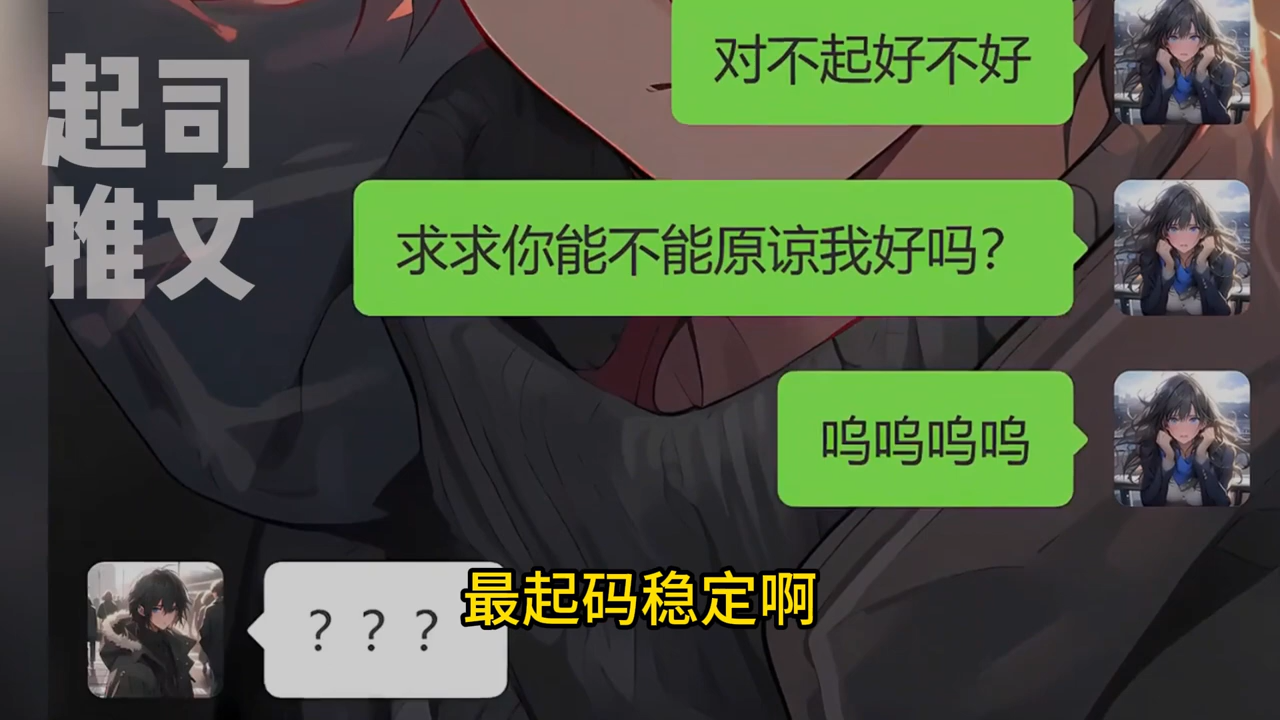 起司
推文
对不起好不好
求求你能不能原谅我好吗？
呜呜呜呜
？？？
最起码稳定啊